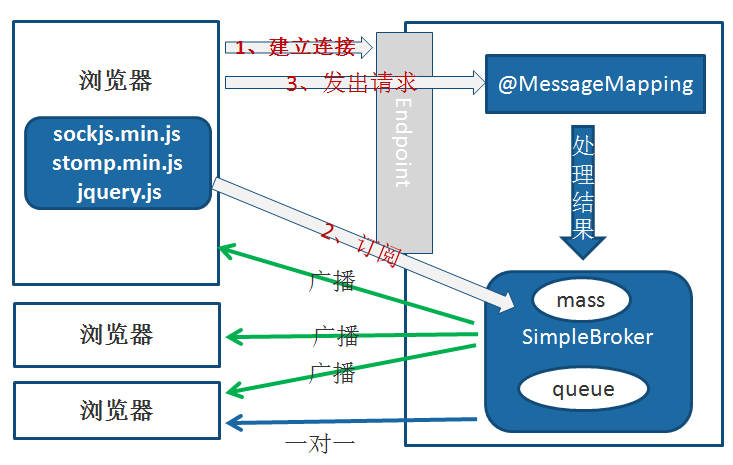 1、建立连接
浏览器
3、发出请求
@MessageMapping
Endpoint
sockjs.min.js
stomp.min.js
jquery.js
处理结果
2、订阅
广播
mass
浏览器
广播
SimpleBroker
广播
queue
浏览器
一对一